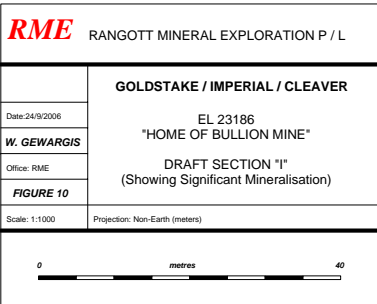 RME RANGOTT MINERAL EXPLORATION P / L
GOLDSTAKE / IMPERIAL / CLEAVER
Date:24/9/2006
EL 23186
"HOME OF BULLION MINE"
W. GEWARGIS
Office: RME
DRAFT SECTION "I"
(Showing Significant Mineralisation)
FIGURE 10
Scale: 1:1000
Projection: Non-Earth (meters)
0 metres 40